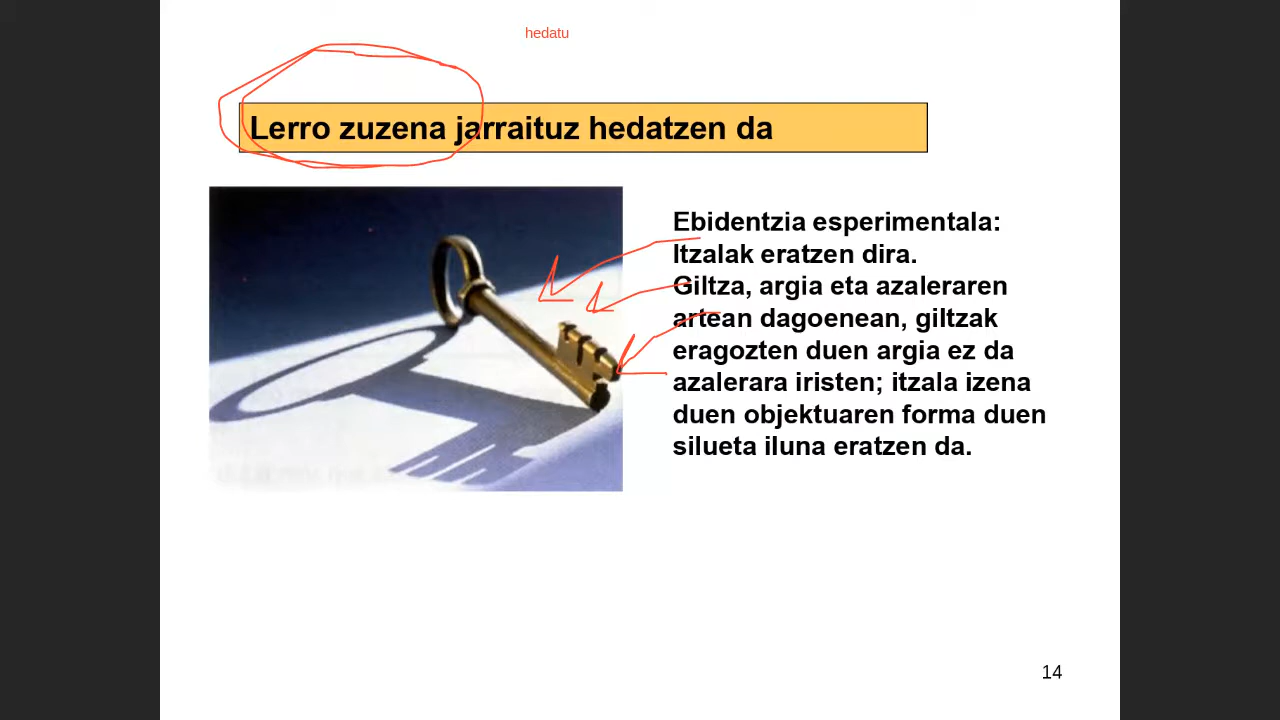 hedatu
Lerro zuzena jarraituz hedatzen da
Ebidentzia esperimentala:
Itzalak eratzen dira.
Giltza, argia eta azaleraren
artean dagoenean, giltzak
eragozten duen argia ez da
azalerara iristen; itzala izena
duen objektuaren forma duen
silueta iluna eratzen da.
14